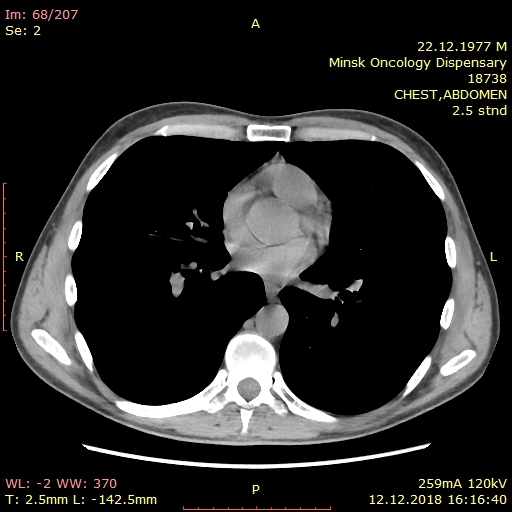 Im: 68/207
Se: 2
A
22.12.1977 M
Minsk Oncology Dispensary
18738
CHEST,ABDOMEN
2.5 stnd
R
L
WL: -2 WW: 370
T: 2.5mm L: -142.5mm
P
259mA 120kV
12.12.2018 16:16:40